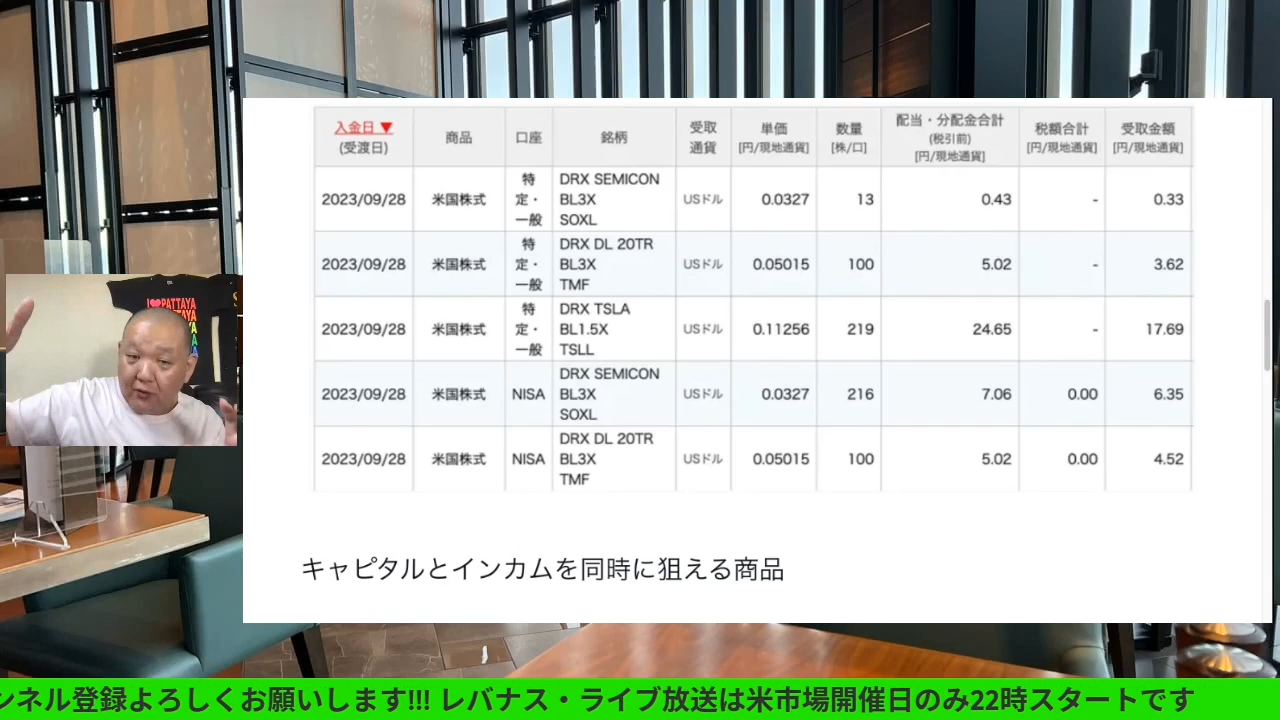 入金日▼
(受渡日)
商品
口座
銘柄
受取
通貨
単価
[円/現地通貨]
数量
[株/口]
配当・分配金合計
(税引前)
[円/現地通貨]
税額合計
[円/現地通貨]
受取金額
[円/現地通貨]
2023/09/28 米国株式 特定・一般 DRX SEMICON BL3X SOXL USドル 0.0327 13 0.43 - 0.33
2023/09/28 米国株式 特定・一般 DRX DL 20TR BL3X TMF USドル 0.05015 100 5.02 - 3.62
2023/09/28 米国株式 特定・一般 DRX TSLA BL1.5X TSLL USドル 0.11256 219 24.65 - 17.69
2023/09/28 米国株式 NISA DRX SEMICON BL3X SOXL USドル 0.0327 216 7.06 0.00 6.35
2023/09/28 米国株式 NISA DRX DL 20TR BL3X TMF USドル 0.05015 100 5.02 0.00 4.52
I❤PATTAYA
キャピタルとインカムを同時に狙える商品
ンネル登録よろしくお願いします!!! レバナス・ライブ放送は米市場開催日のみ22時スタートです